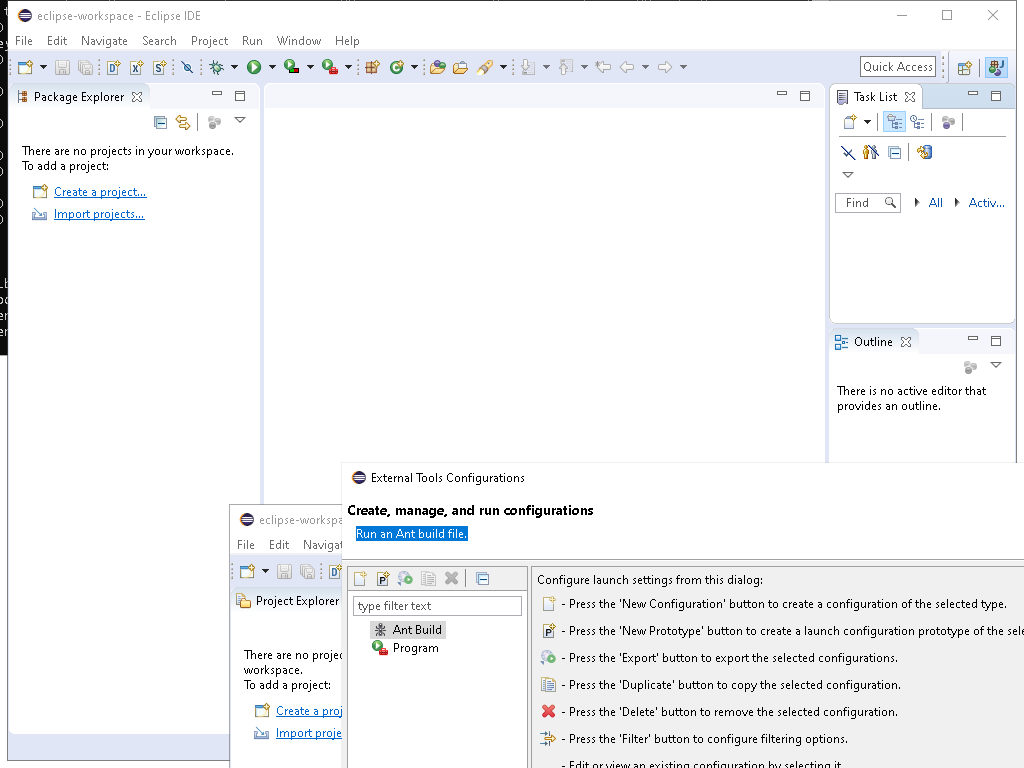 eclipse-workspace - Eclipse IDE
File Edit Navigate Search Project Run Window Help
Quick Access
Package Explorer
Task List
There are no projects in your workspace.
To add a project:
Create a project...
Import projects...
Find All Activ...
Outline
There is no active editor that
provides an outline.
External Tools Configurations
Create, manage, and run configurations
Run an Ant build file.
eclipse-workspa
File Edit Navigat
Project Explorer
There are no projec
workspace.
To add a project:
Create a proj
Import proje
type filter text
Ant Build
Program
Configure launch settings from this dialog:
- Press the 'New Configuration' button to create a configuration of the selected type.
- Press the 'New Prototype' button to create a launch configuration prototype of the sele
- Press the 'Export' button to export the selected configurations.
- Press the 'Duplicate' button to copy the selected configuration.
- Press the 'Delete' button to remove the selected configuration.
- Press the 'Filter' button to configure filtering options.
- Edit or view an existing configuration by selecting it.